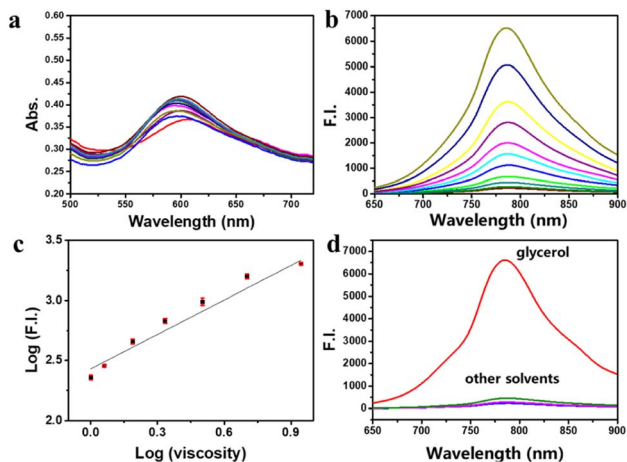 a
0.60
0.55
0.50
0.45
0.40
0.35
0.30
0.25
0.20
Abs.
500 550 600 650 700
Wavelength (nm)
b
7000
6000
5000
4000
3000
2000
1000
0
F.I.
650 700 750 800 850 900
Wavelength (nm)
c
3.5
3.0
2.5
2.0
Log (F.I.)
0.0 0.3 0.6 0.9
Log (viscosity)
d
glycerol
7000
6000
5000
4000
3000
2000
1000
0
F.I.
other solvents
650 700 750 800 850 900
Wavelength (nm)